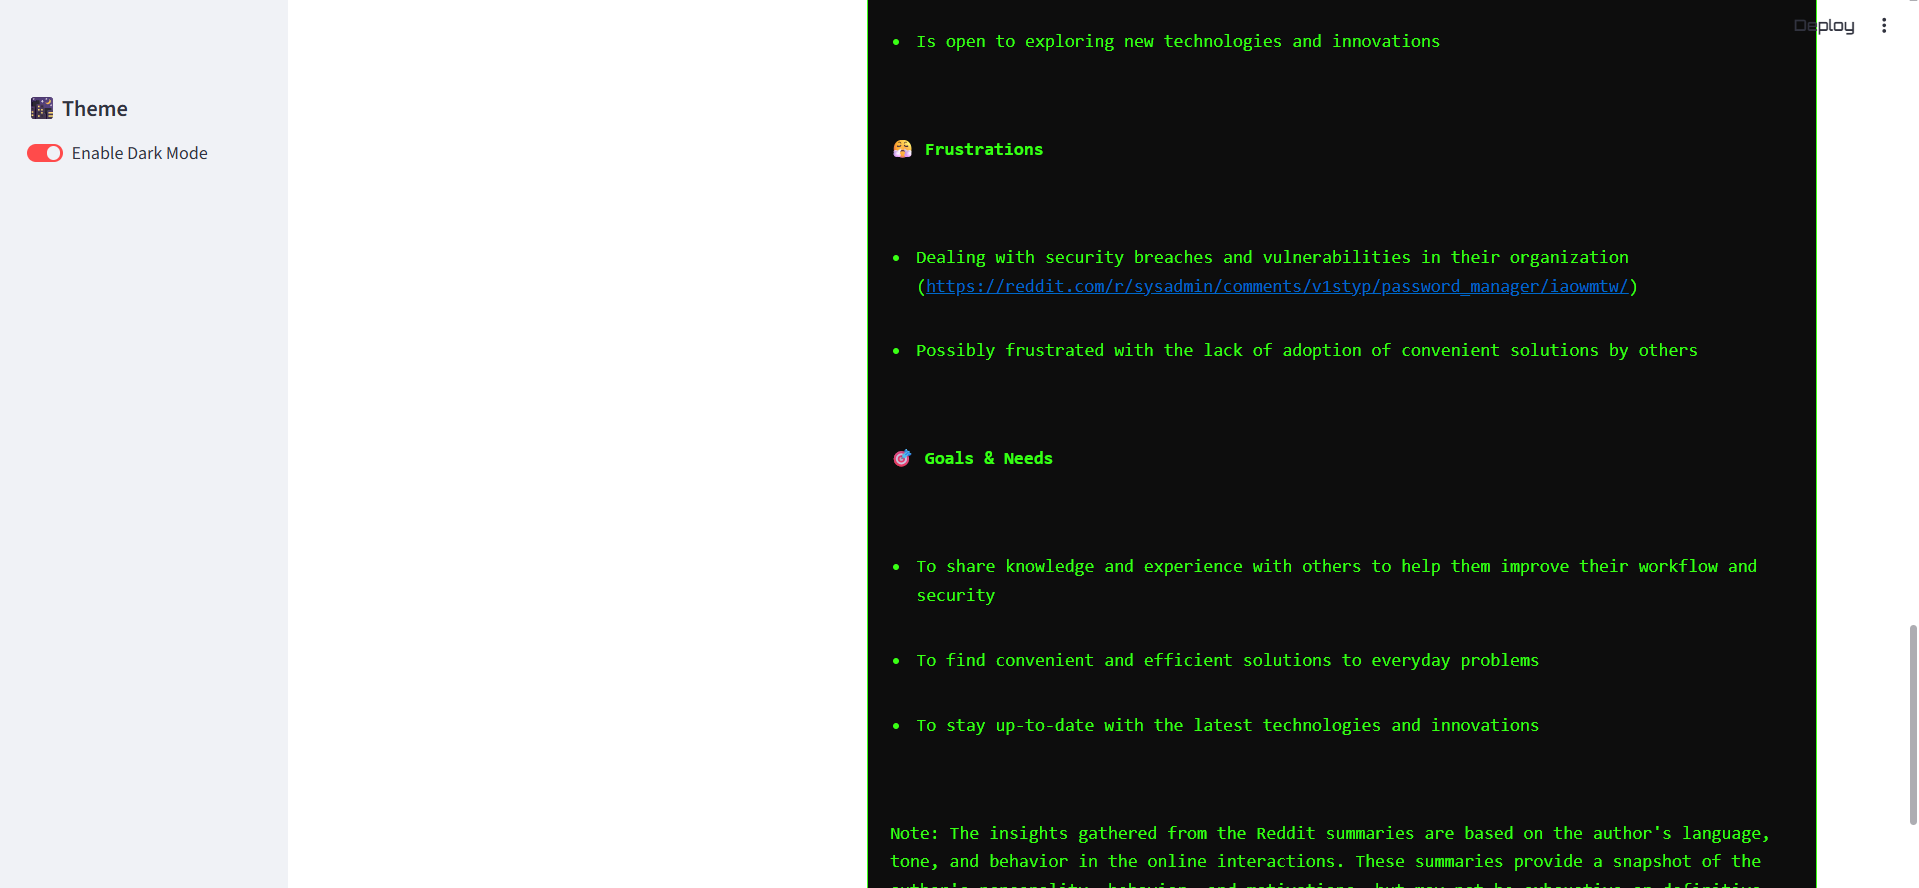 Deploy
Theme
Enable Dark Mode
• Is open to exploring new technologies and innovations
Frustrations
• Dealing with security breaches and vulnerabilities in their organization
(https://reddit.com/r/sysadmin/comments/v1styp/password_manager/iaowmtw/)
• Possibly frustrated with the lack of adoption of convenient solutions by others
Goals & Needs
• To share knowledge and experience with others to help them improve their workflow and
security
• To find convenient and efficient solutions to everyday problems
• To stay up-to-date with the latest technologies and innovations
Note: The insights gathered from the Reddit summaries are based on the author's language,
tone, and behavior in the online interactions. These summaries provide a snapshot of the